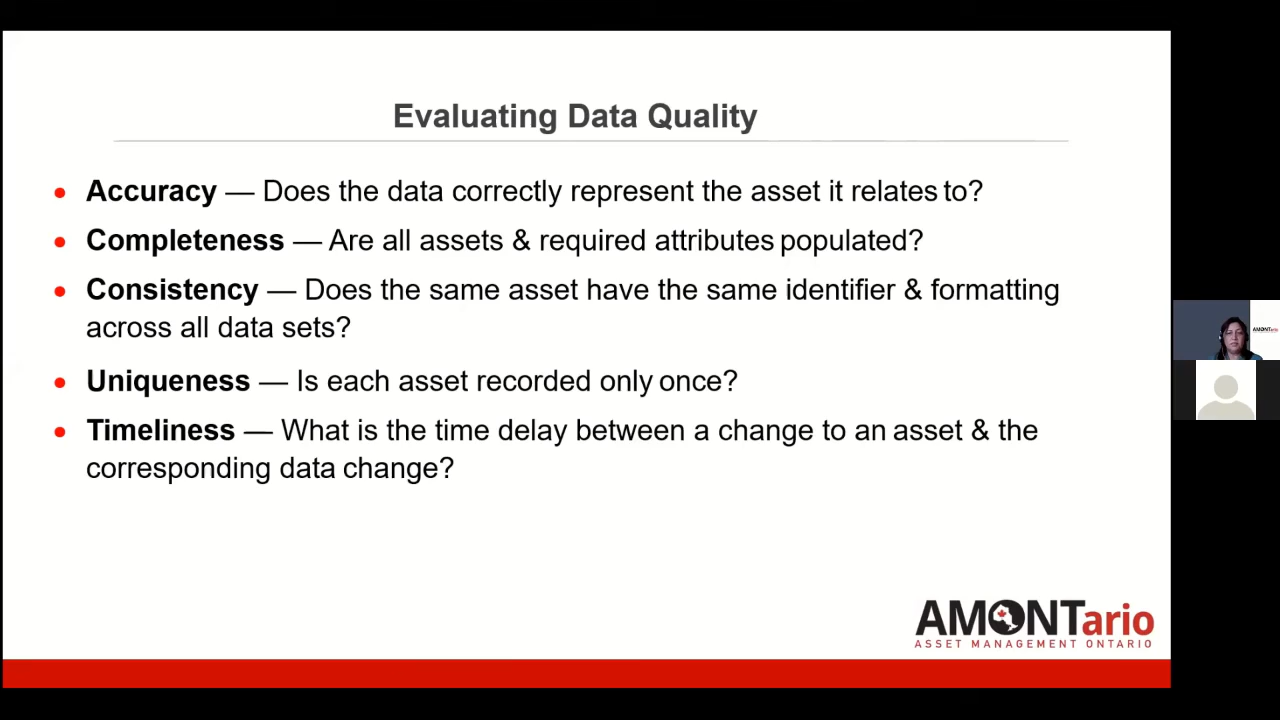 Evaluating Data Quality
Accuracy — Does the data correctly represent the asset it relates to?
Completeness — Are all assets & required attributes populated?
Consistency — Does the same asset have the same identifier & formatting
across all data sets?
Uniqueness — Is each asset recorded only once?
Timeliness — What is the time delay between a change to an asset & the
corresponding data change?
AMONTario
AMONTario
ASSET MANAGEMENT ONTARIO